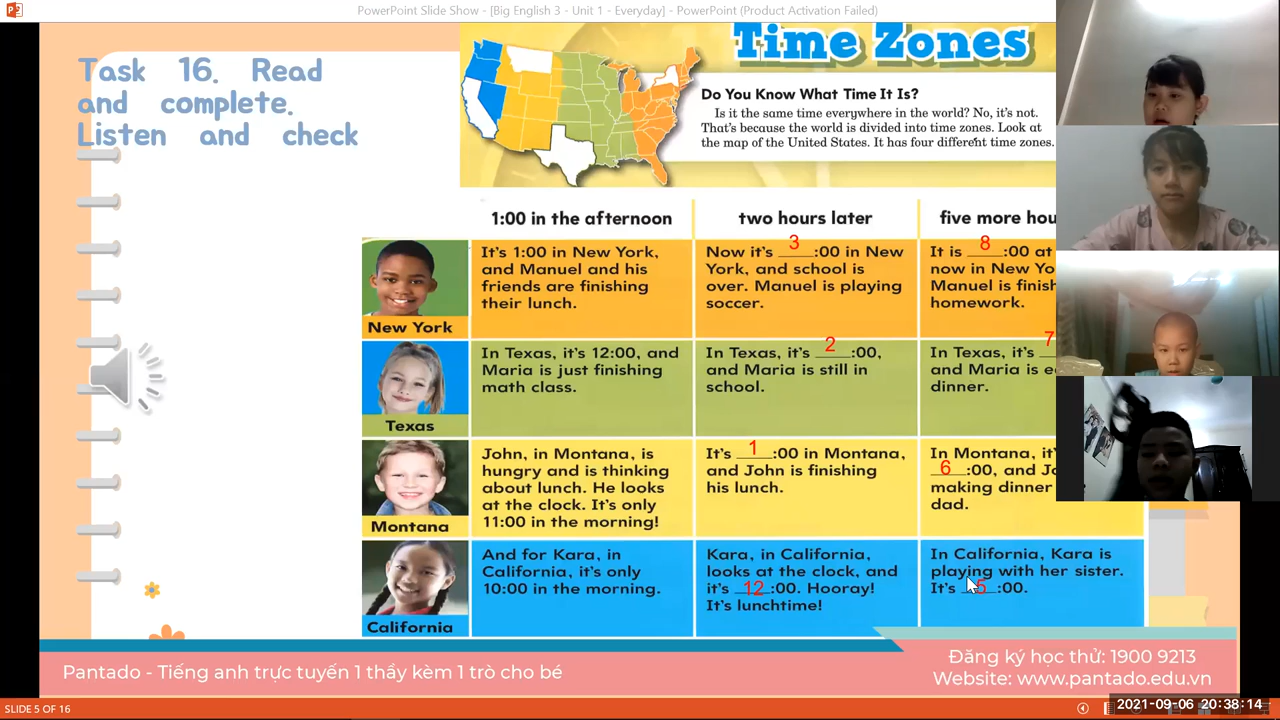 PowerPoint Slide Show - [Big English 3 - Unit 1 - Everyday] - PowerPoint (Product Activation Failed)
Task 16. Read
and complete.
Listen and check
Time Zones
Do You Know What Time It Is?
Is it the same time everywhere in the world? No, it's not.
That's because the world is divided into time zones. Look at
the map of the United States. It has four different time zones.
1:00 in the afternoon
two hours later
five more hou
New York
It's 1:00 in New York,
and Manuel and his
friends are finishing
their lunch.
Now it's 3:00 in New
York, and school is
over. Manuel is playing
soccer.
It is 8:00 at
now in New Yo
Manuel is finish
homework.
Texas
In Texas, it's 12:00, and
Maria is just finishing
math class.
In Texas, it's 2:00,
and Maria is still in
school.
In Texas, it's 7
and Maria is e
dinner.
Montana
John, in Montana, is
hungry and is thinking
about lunch. He looks
at the clock. It's only
11:00 in the morning!
It's 1:00 in Montana,
and John is finishing
his lunch.
In Montana, it'
6:00, and Jo
making dinner
dad.
California
And for Kara, in
California, it's only
10:00 in the morning.
Kara, in California,
looks at the clock, and
it's 12:00. Hooray!
It's lunchtime!
In California, Kara is
playing with her sister.
It's 5:00.
Pantado - Tiếng anh trực tuyến 1 thầy kèm 1 trò cho bé
Đăng ký học thử: 1900 9213
Website: www.pantado.edu.vn
SLIDE 5 OF 16
2021-09-06 20:38:14